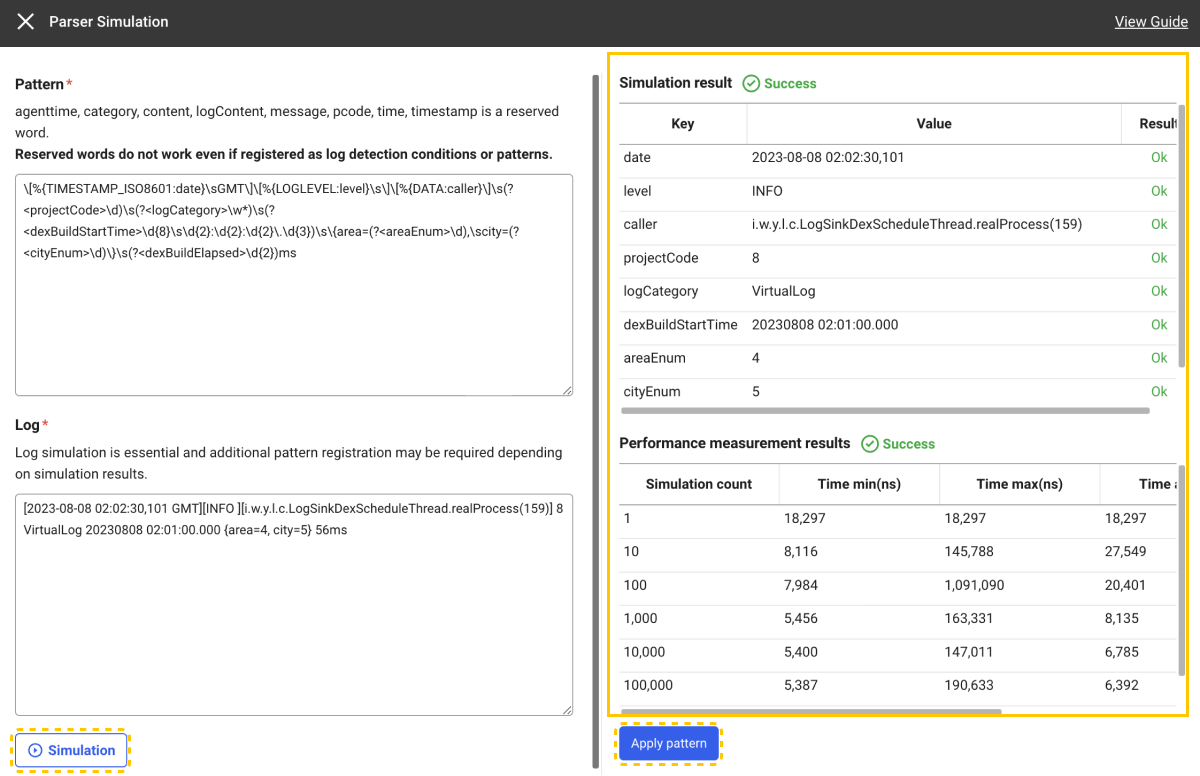 Parser Simulation
View Guide
Pattern*
agenttime, category, content, logContent, message, pcode, time, timestamp is a reserved
word.
Reserved words do not work even if registered as log detection conditions or patterns.
\[%{TIMESTAMP_ISO8601:date}\sGMT\]\[%{LOGLEVEL:level}\s\]\[%{DATA:caller}\]\s(?
<projectCode>\d)\s(?<logCategory>\w*)\s(?
<dexBuildStartTime>\d{8}\s\d{2}:\d{2}:\d{2}\.\d{3})\s\{area=(?<areaEnum>\d),\scity=(?
<cityEnum>\d)\}\s(?<dexBuildElapsed>\d{2})ms
Log*
Log simulation is essential and additional pattern registration may be required depending
on simulation results.
[2023-08-08 02:02:30,101 GMT][INFO ][i.w.y.l.c.LogSinkDexScheduleThread.realProcess(159)] 8
VirtualLog 20230808 02:01:00.000 {area=4, city=5} 56ms
Simulation
Simulation result Success
Key Value Result
date 2023-08-08 02:02:30,101 Ok
level INFO Ok
caller i.w.y.l.c.LogSinkDexScheduleThread.realProcess(159) Ok
projectCode 8 Ok
logCategory VirtualLog Ok
dexBuildStartTime 20230808 02:01:00.000 Ok
areaEnum 4 Ok
cityEnum 5 Ok
Performance measurement results Success
Simulation count Time min(ns) Time max(ns) Time
1 18,297 18,297 18,297
10 8,116 145,788 27,549
100 7,984 1,091,090 20,401
1,000 5,456 163,331 8,135
10,000 5,400 147,011 6,785
100,000 5,387 190,633 6,392
Apply pattern